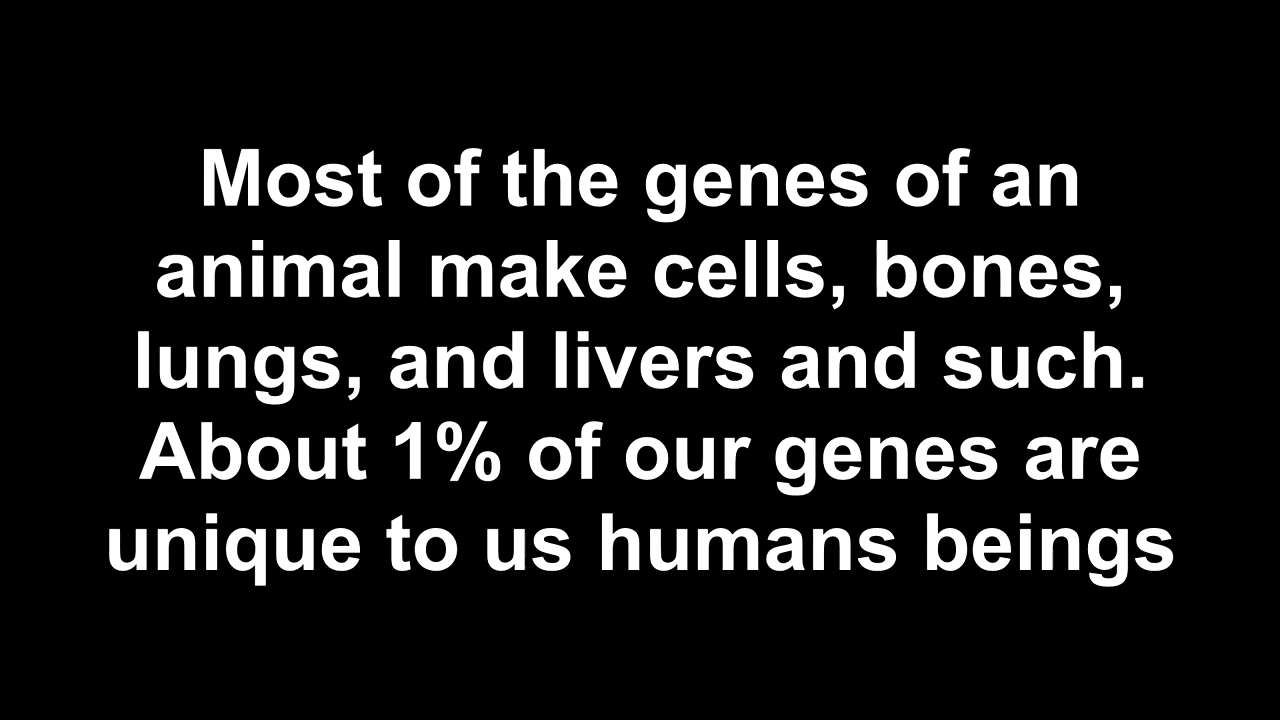 Most of the genes of an
animal make cells, bones,
lungs, and livers and such.
About 1% of our genes are
unique to us humans beings